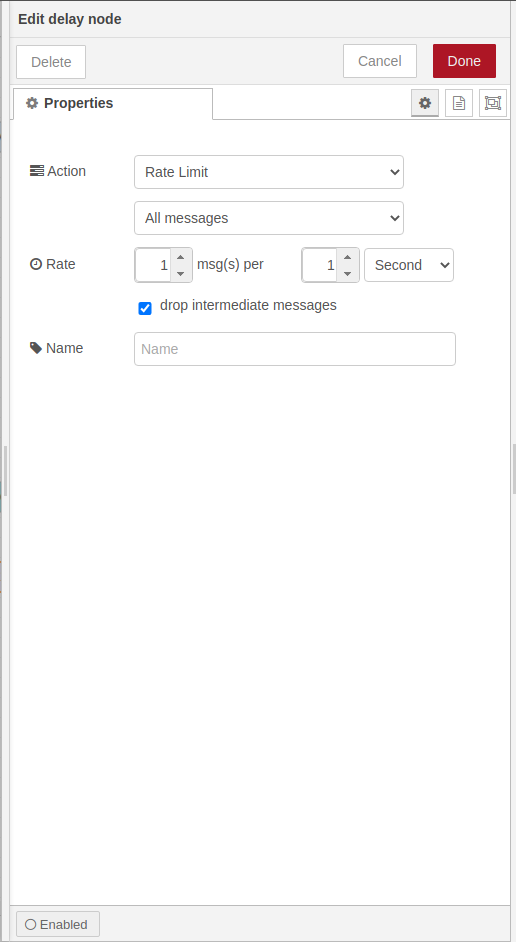 Edit delay node
Delete
Cancel
Done
Properties
Action
Rate Limit
All messages
Rate
1
msg(s) per
1
Second
drop intermediate messages
Name
Name
Enabled